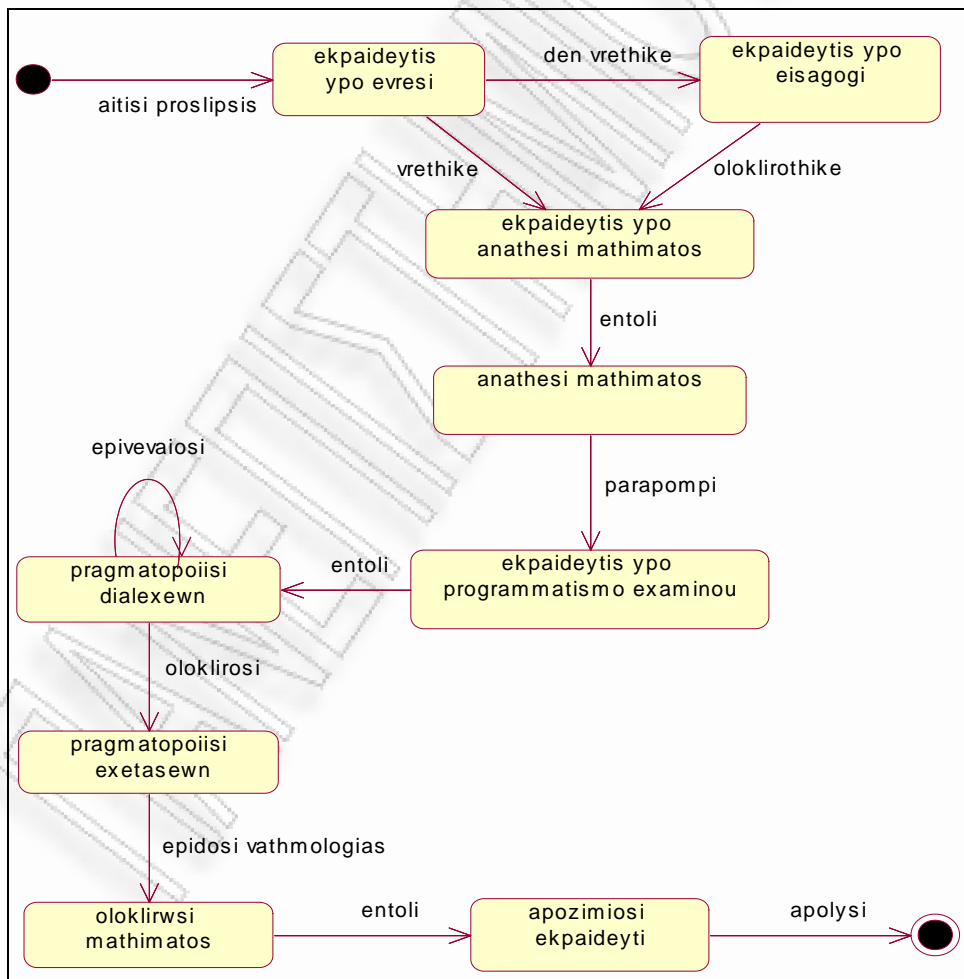 ekpaideytis
ypo evresi
den vrethike
ekpaideytis ypo
eisagogi
aitisi proslipsis
vrethike
oloklirothike
ekpaideytis ypo
anathesi mathimatos
entoli
anathesi mathimatos
epivevaiosi
parapompi
pragmatopoiisi
dialexewn
entoli
ekpaideytis ypo
programmatismo examinou
oloklirosi
pragmatopoiisi
exetasewn
epidosi vathmologias
oloklirwsi
mathimatos
entoli
apozimiosi
ekpaideyti
apolysi